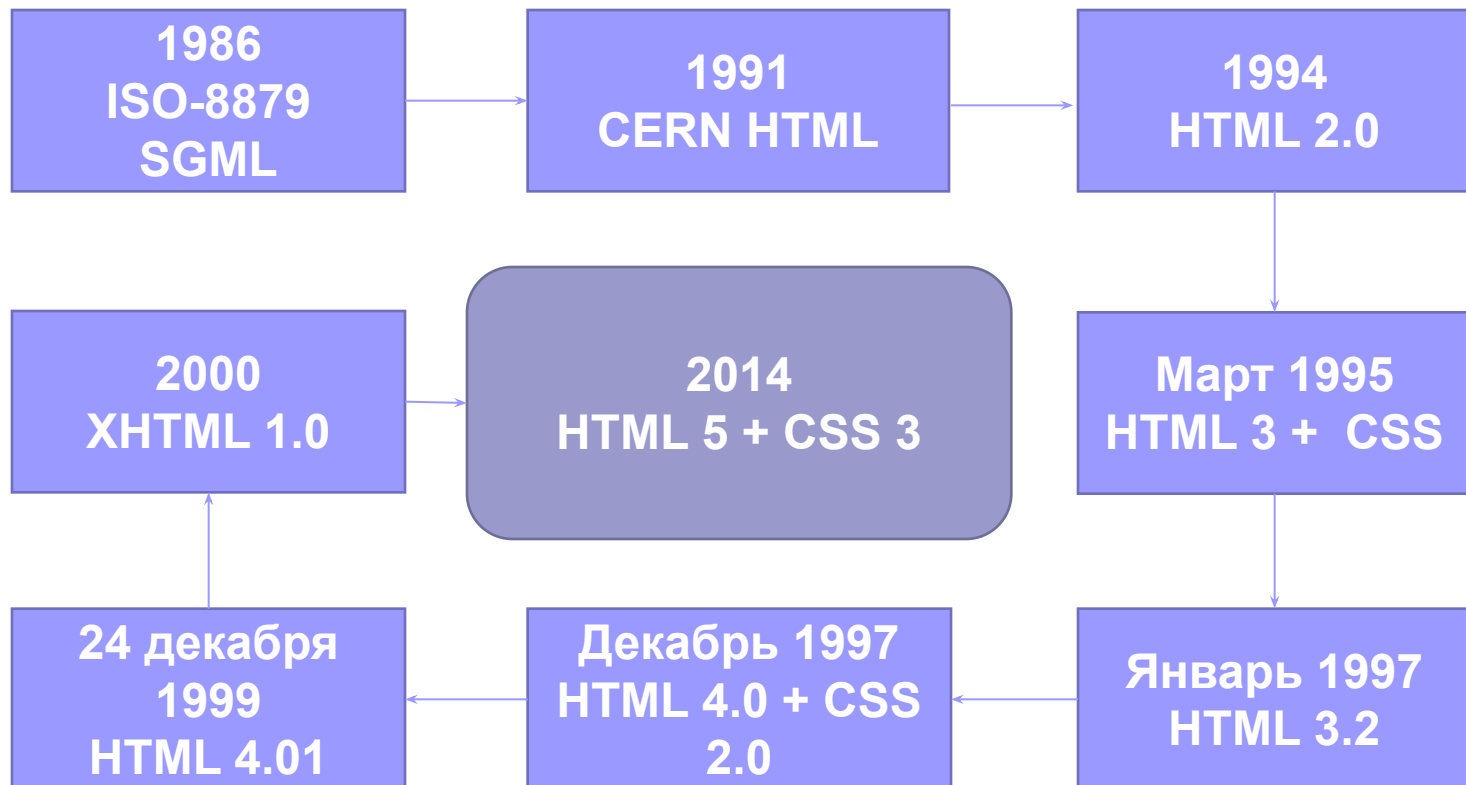 1986
ISO-8879
SGML
1991
CERN HTML
1994
HTML 2.0
Март 1995
HTML 3 +  CSS
Январь 1997
HTML 3.2
Декабрь 1997
HTML 4.0 + CSS
2.0
24 декабря
1999
HTML 4.01
2000
XHTML 1.0
2014
HTML 5 + CSS 3